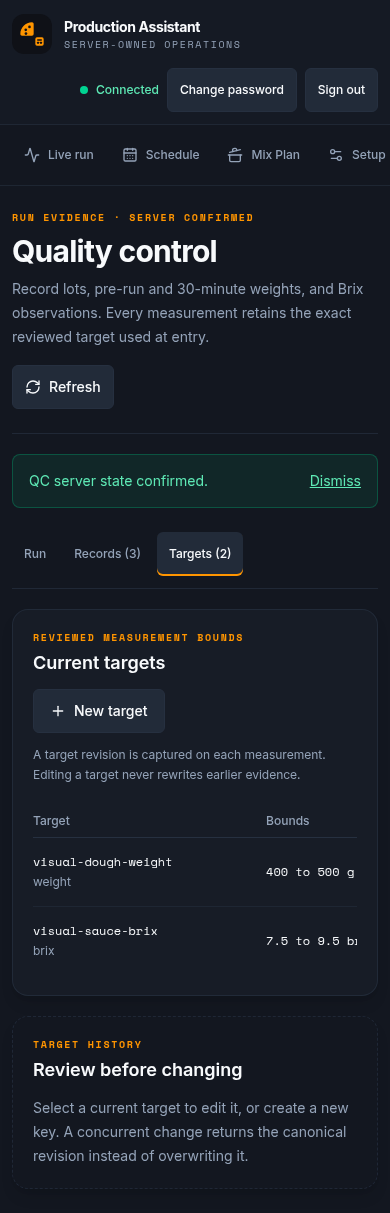 Production Assistant
SERVER-OWNED OPERATIONS
Connected
Change password
Sign out
Live run
Schedule
Mix Plan
Setup
RUN EVIDENCE · SERVER CONFIRMED
Quality control
Record lots, pre-run and 30-minute weights, and Brix
observations. Every measurement retains the exact
reviewed target used at entry.
Refresh
QC server state confirmed.
Dismiss
Run
Records (3)
Targets (2)
REVIEWED MEASUREMENT BOUNDS
Current targets
New target
A target revision is captured on each measurement.
Editing a target never rewrites earlier evidence.
Target
Bounds
visual-dough-weight
weight
400 to 500 g
visual-sauce-brix
brix
7.5 to 9.5
TARGET HISTORY
Review before changing
Select a current target to edit it, or create a new
key. A concurrent change returns the canonical
revision instead of overwriting it.